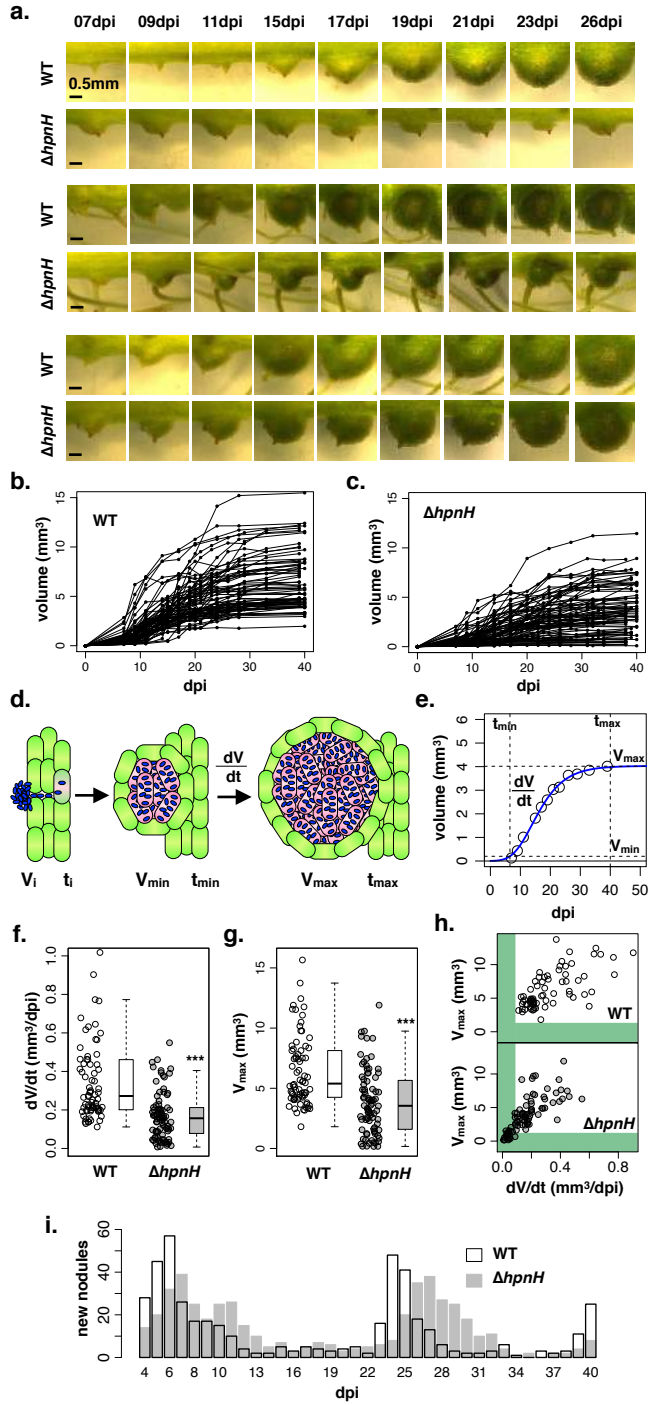 a.
07dpi 09dpi 11dpi 15dpi 17dpi 19dpi 21dpi 23dpi 26dpi
WT
0.5mm
ΔhpnH
WT
ΔhpnH
WT
ΔhpnH
b.
WT
volume (mm³)
15
10
5
0
0 10 20 30 40
dpi
c.
ΔhpnH
volume (mm³)
15
10
5
0
0 10 20 30 40
dpi
d.
dV
dt
Vi ti Vmin tmin Vmax tmax
e.
tmin tmax
volume (mm³)
6
5
4
3
2
1
0
Vmax
dV
dt
Vmin
0 10 20 30 40 50
dpi
f.
dV/dt (mm³/dpi)
1.0
0.8
0.6
0.4
0.2
0.0
***
WT ΔhpnH
g.
Vmax (mm³)
15
10
5
0
***
WT ΔhpnH
h.
Vmax (mm³)
10
5
0
WT
Vmax (mm³)
10
5
0
ΔhpnH
0.0 0.4 0.8
dV/dt (mm³/dpi)
i.
new nodules
60
40
20
0
WT
ΔhpnH
4 6 8 10 13 16 19 22 25 28 31 34 37 40
dpi